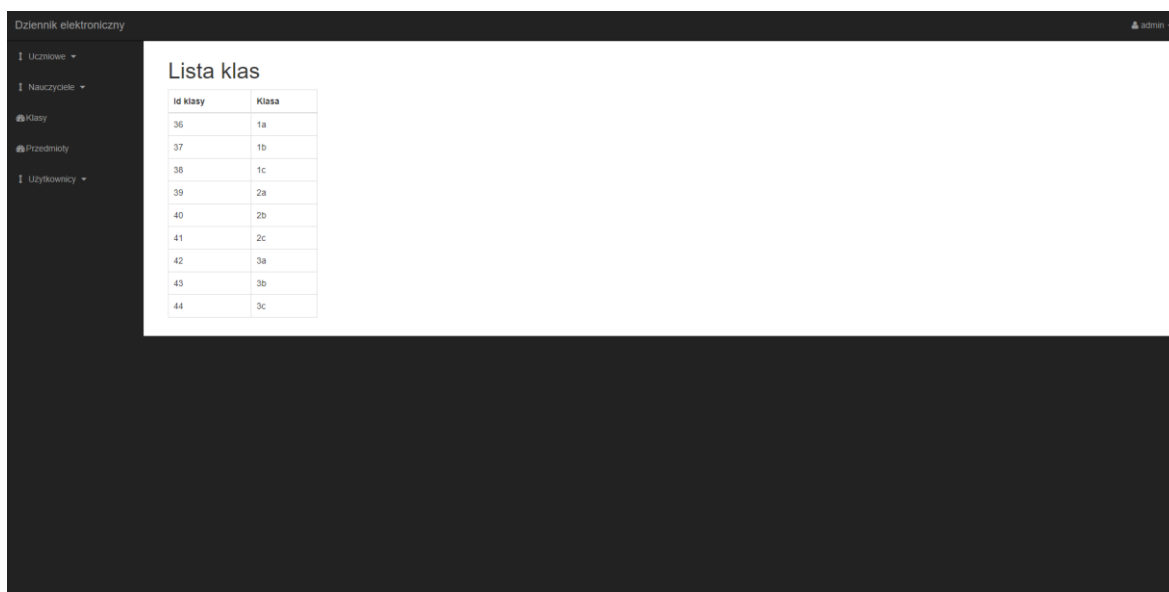 Dziennik elektroniczny
admin
Uczniowe
Nauczyciele
Klasy
Przedmioty
Użytkownicy
Lista klas
Id klasy Klasa
36 1a
37 1b
38 1c
39 2a
40 2b
41 2c
42 3a
43 3b
44 3c